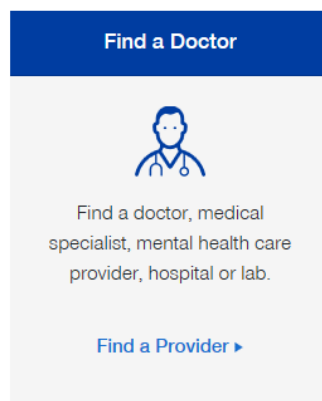 Find a Doctor
Find a doctor, medical
specialist, mental health care
provider, hospital or lab.
Find a Provider ▸